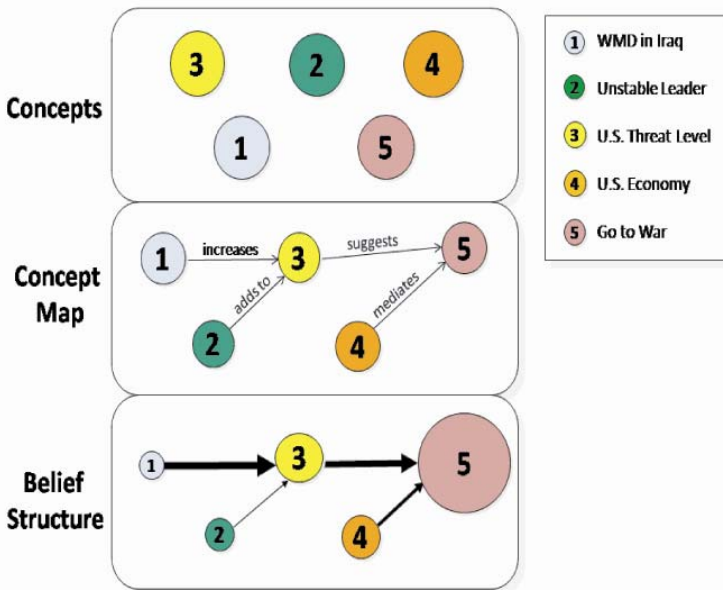 Concepts
3
2
4
1
5
1 WMD in Iraq
2 Unstable Leader
3 U.S. Threat Level
4 U.S. Economy
5 Go to War
Concept
Map
1
increases
3
suggests
5
adds to
mediates
2
4
Belief
Structure
1
3
5
2
4